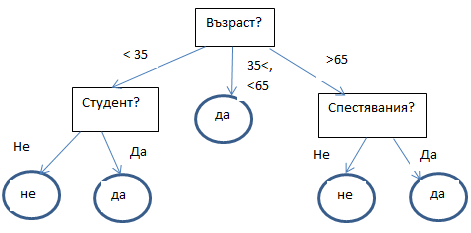 Възраст?
< 35
35<,
<65
>65
Студент?
да
Спестявания?
Не
Да
Не
Да
не
да
не
да